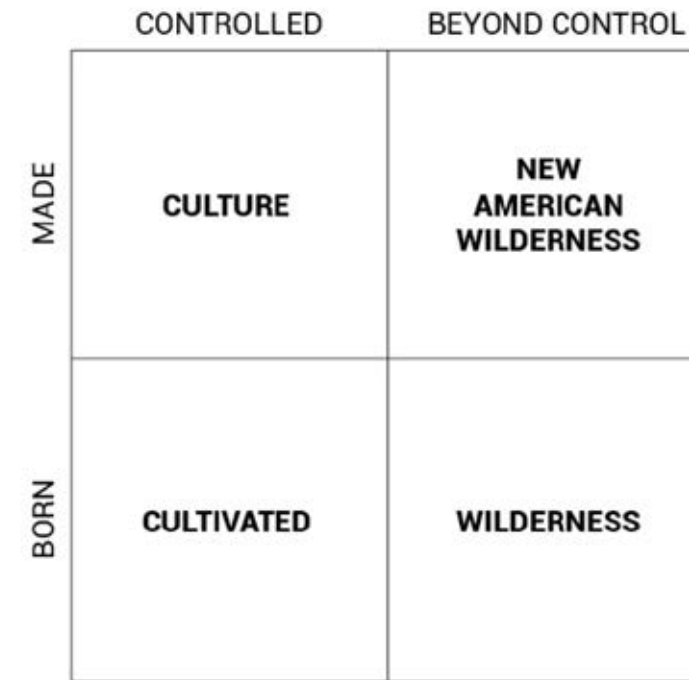 CONTROLLED
BEYOND CONTROL
MADE
CULTURE
NEW
AMERICAN
WILDERNESS
BORN
CULTIVATED
WILDERNESS